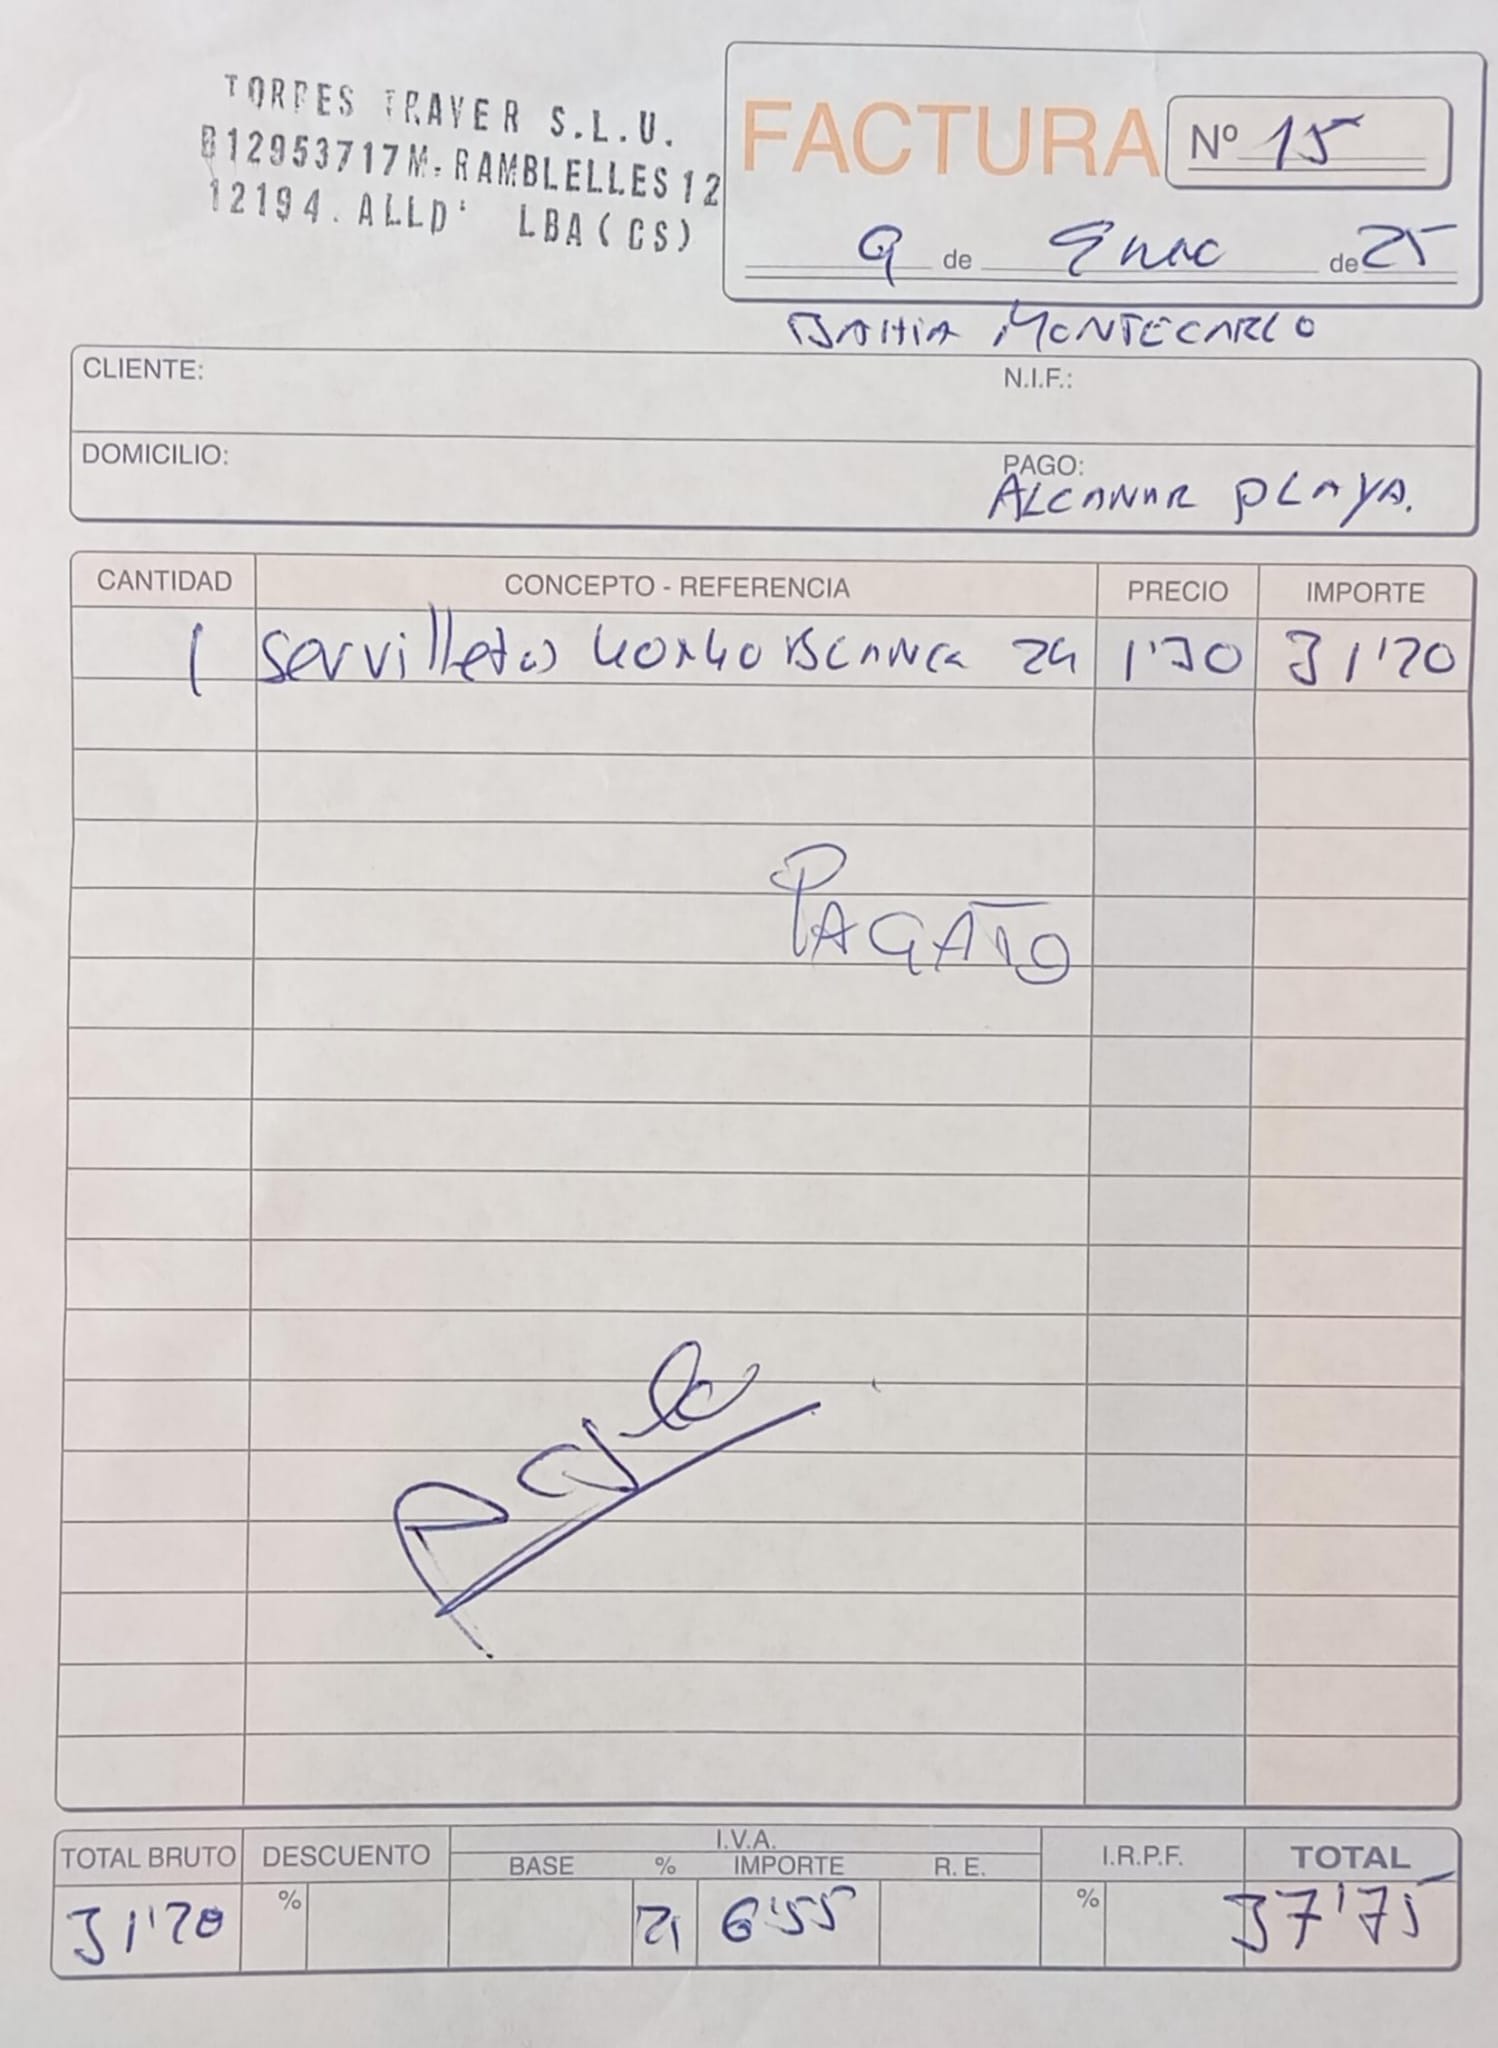 TORRES TRAVER S.L.U.
B12953717 M. RAMBLELLES 12
12194. ALLD' LBA (CS)
FACTURA Nº 15
9 de Enero de 25
BAHIA MONTECARLO
CLIENTE: N.I.F.:
DOMICILIO: PAGO:
ALCANAR PLAYA.
CANTIDAD CONCEPTO - REFERENCIA PRECIO IMPORTE
1 Servilletas 40x40 BLANCA 24 1'30 31'20
PAGATO
I.V.A.
TOTAL BRUTO DESCUENTO BASE % IMPORTE R.E. I.R.P.F. TOTAL
31'20 % 21 6'55 % 37'75